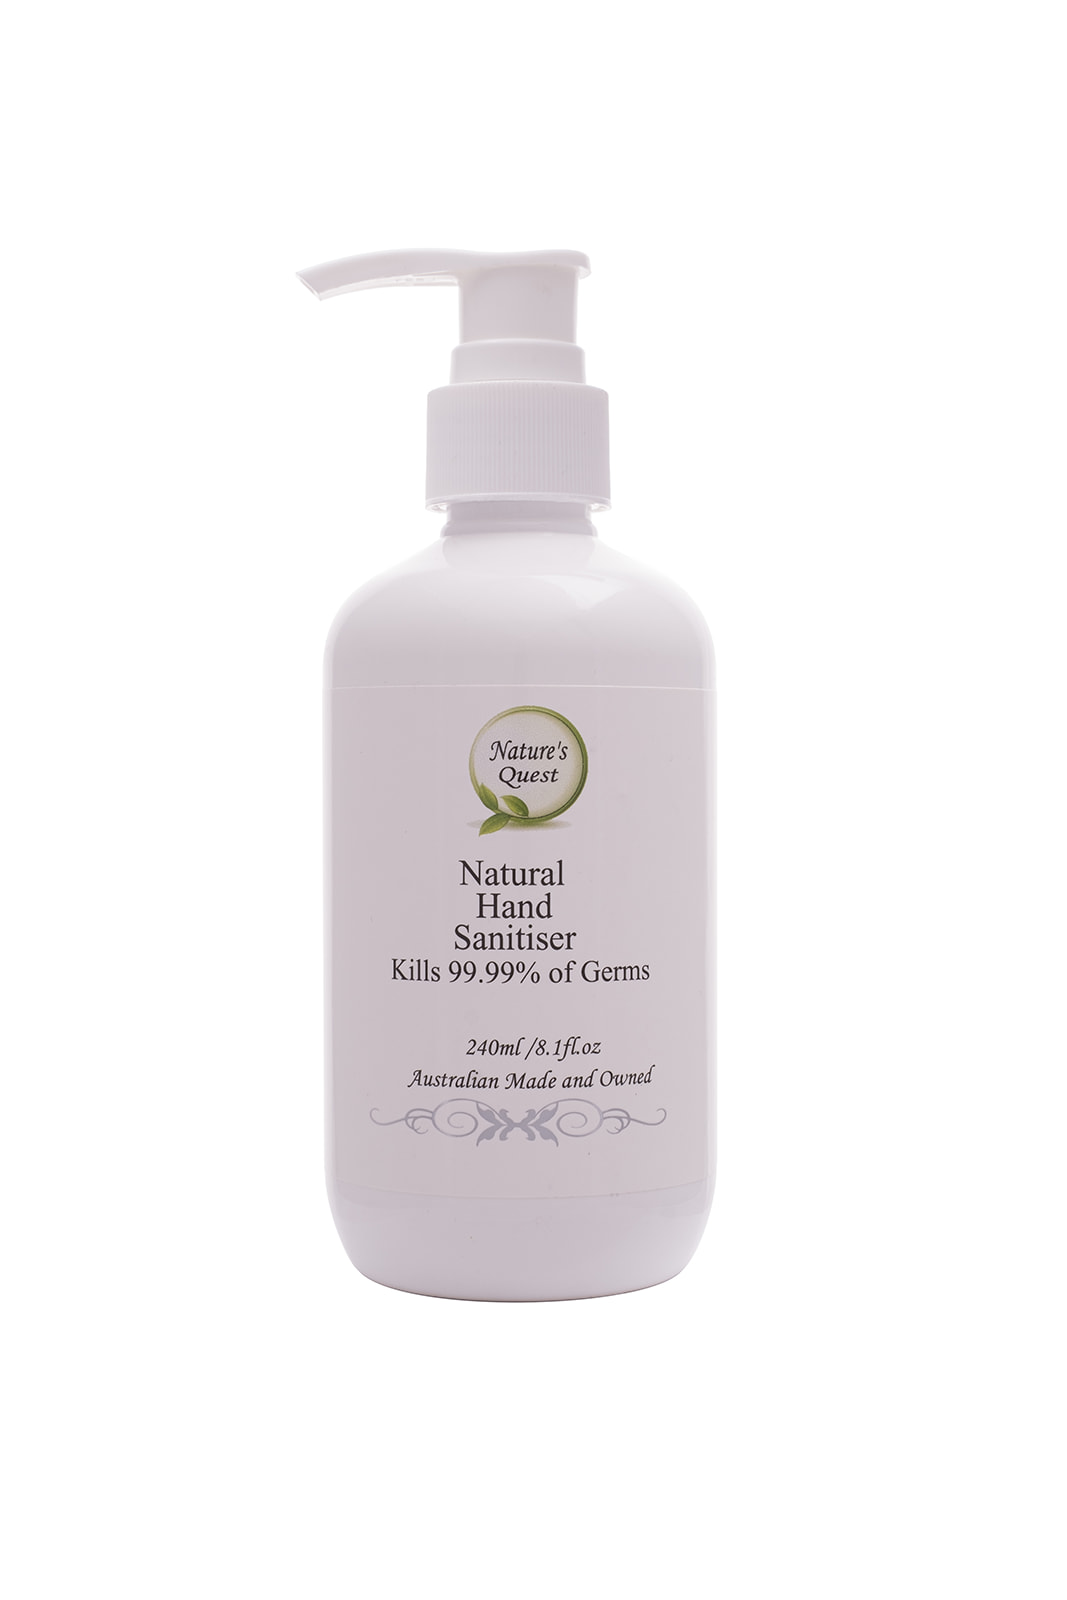 Nature's
Quest
Natural
Hand
Sanitiser
Kills 99.99% of Germs
240ml /8.1fl.oz
Australian Made and Owned